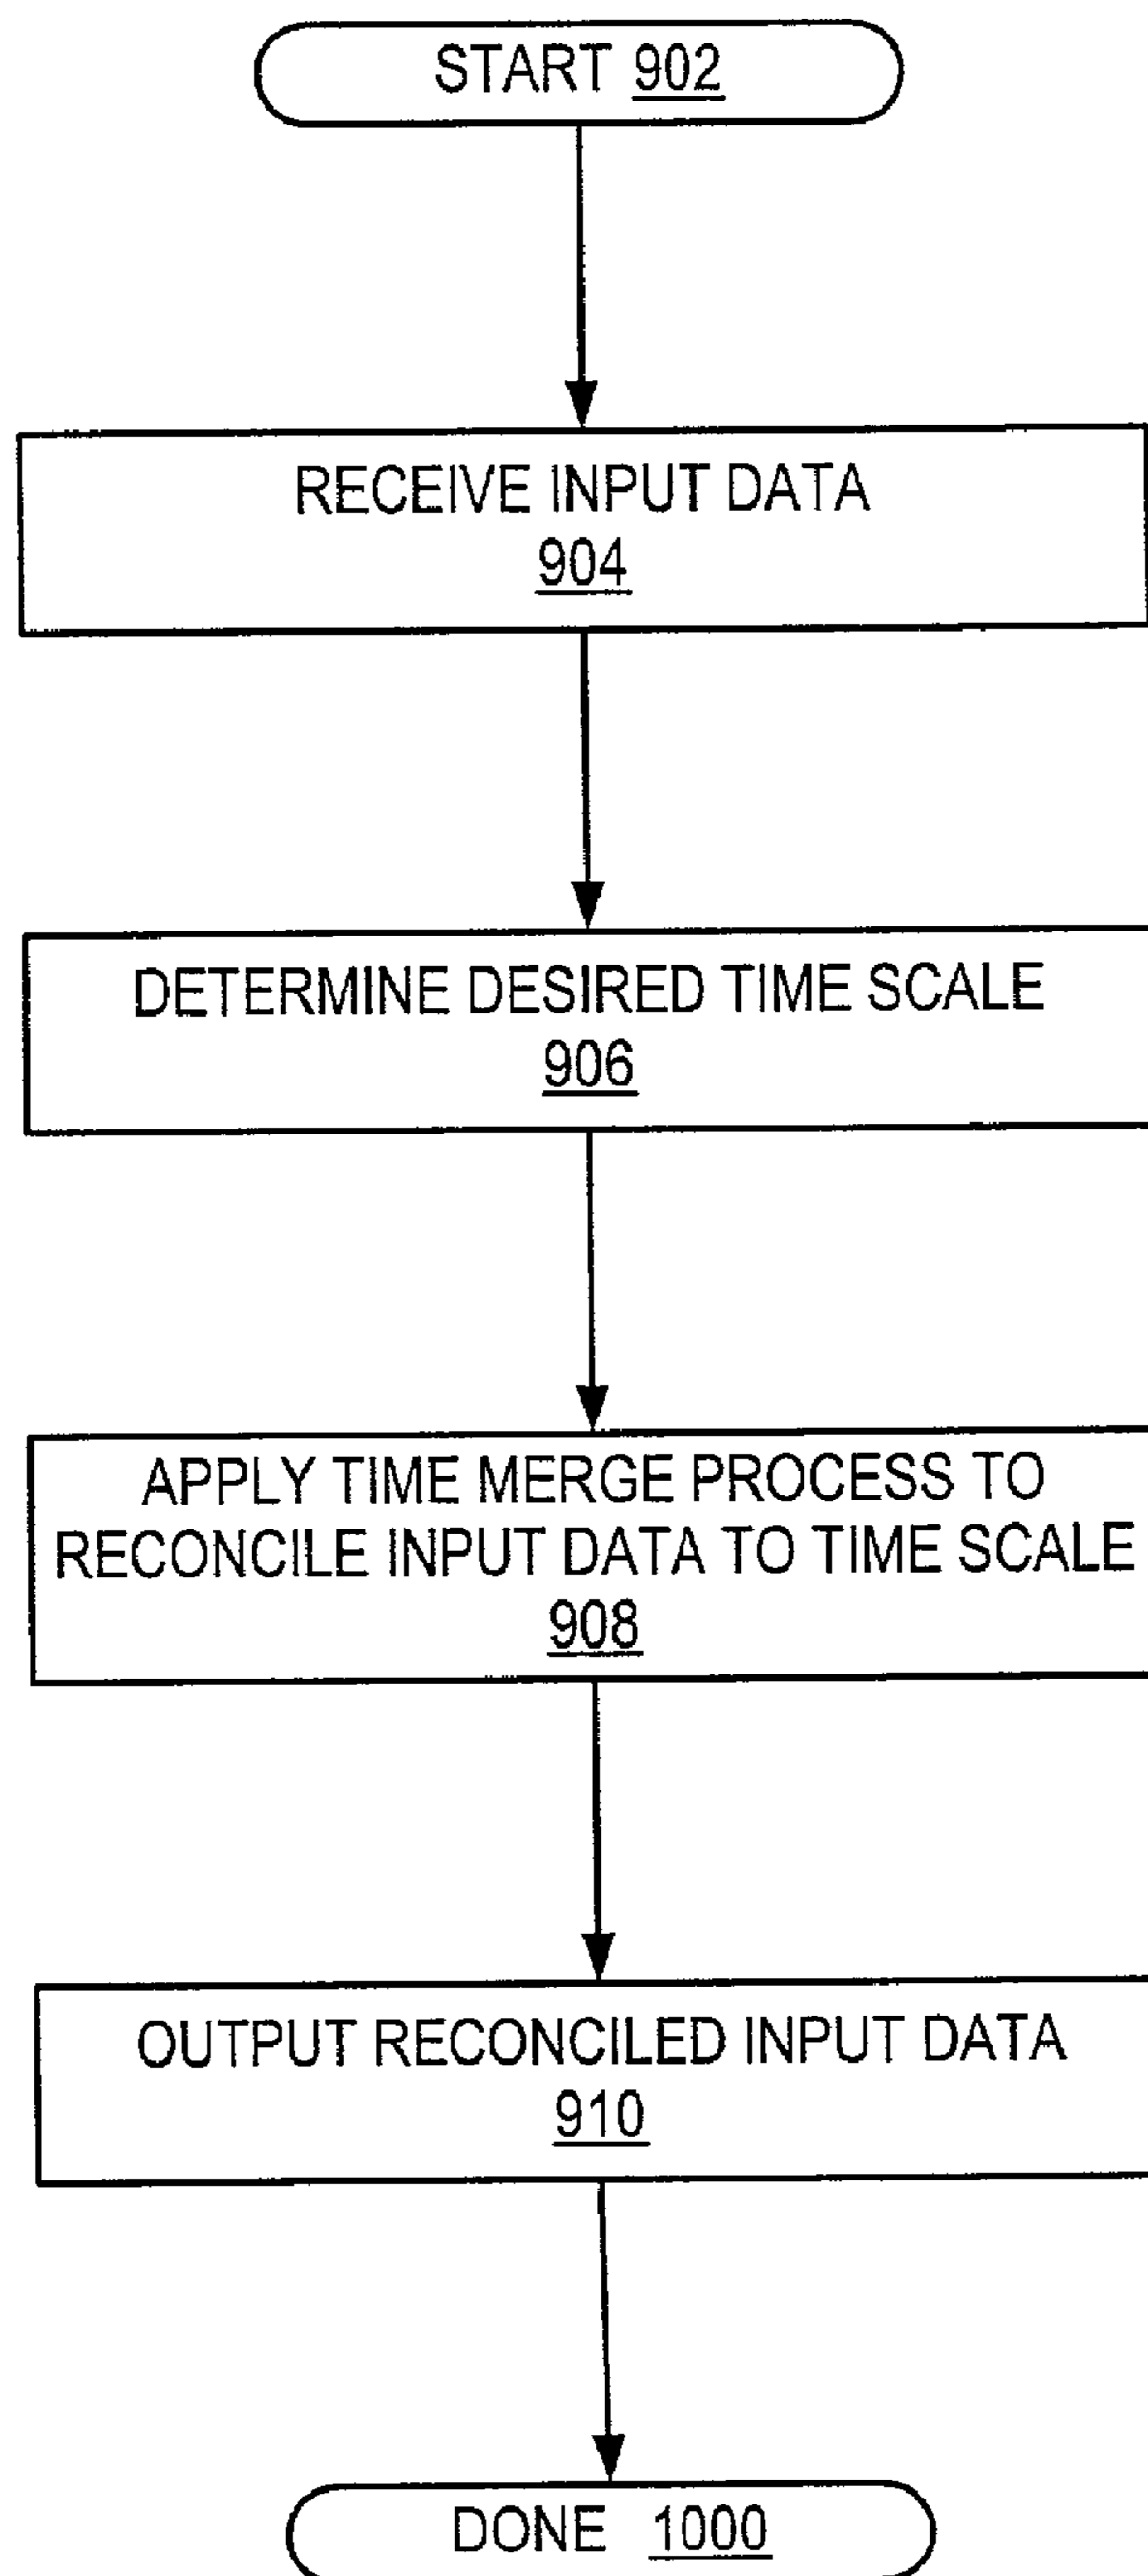 START 902
RECEIVE INPUT DATA
904
DETERMINE DESIRED TIME SCALE
906
APPLY TIME MERGE PROCESS TO
RECONCILE INPUT DATA TO TIME SCALE
908
OUTPUT RECONCILED INPUT DATA
910
DONE 1000